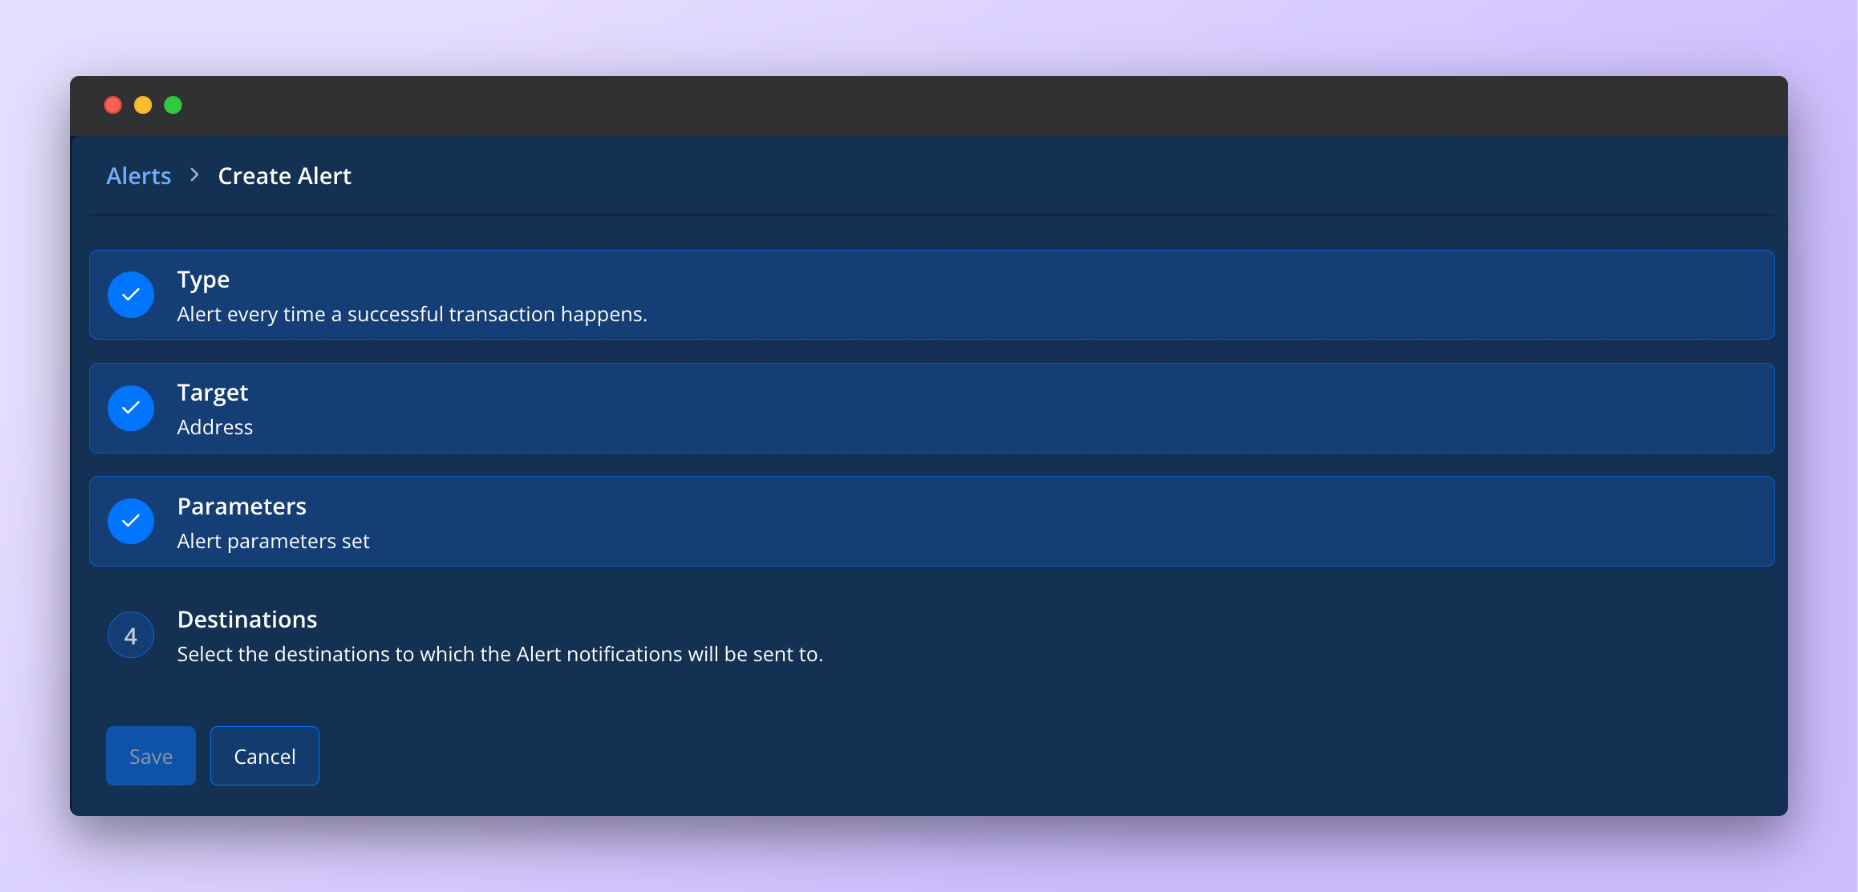 Alerts > Create Alert
Type
Alert every time a successful transaction happens.
Target
Address
Parameters
Alert parameters set
4
Destinations
Select the destinations to which the Alert notifications will be sent to.
Save Cancel